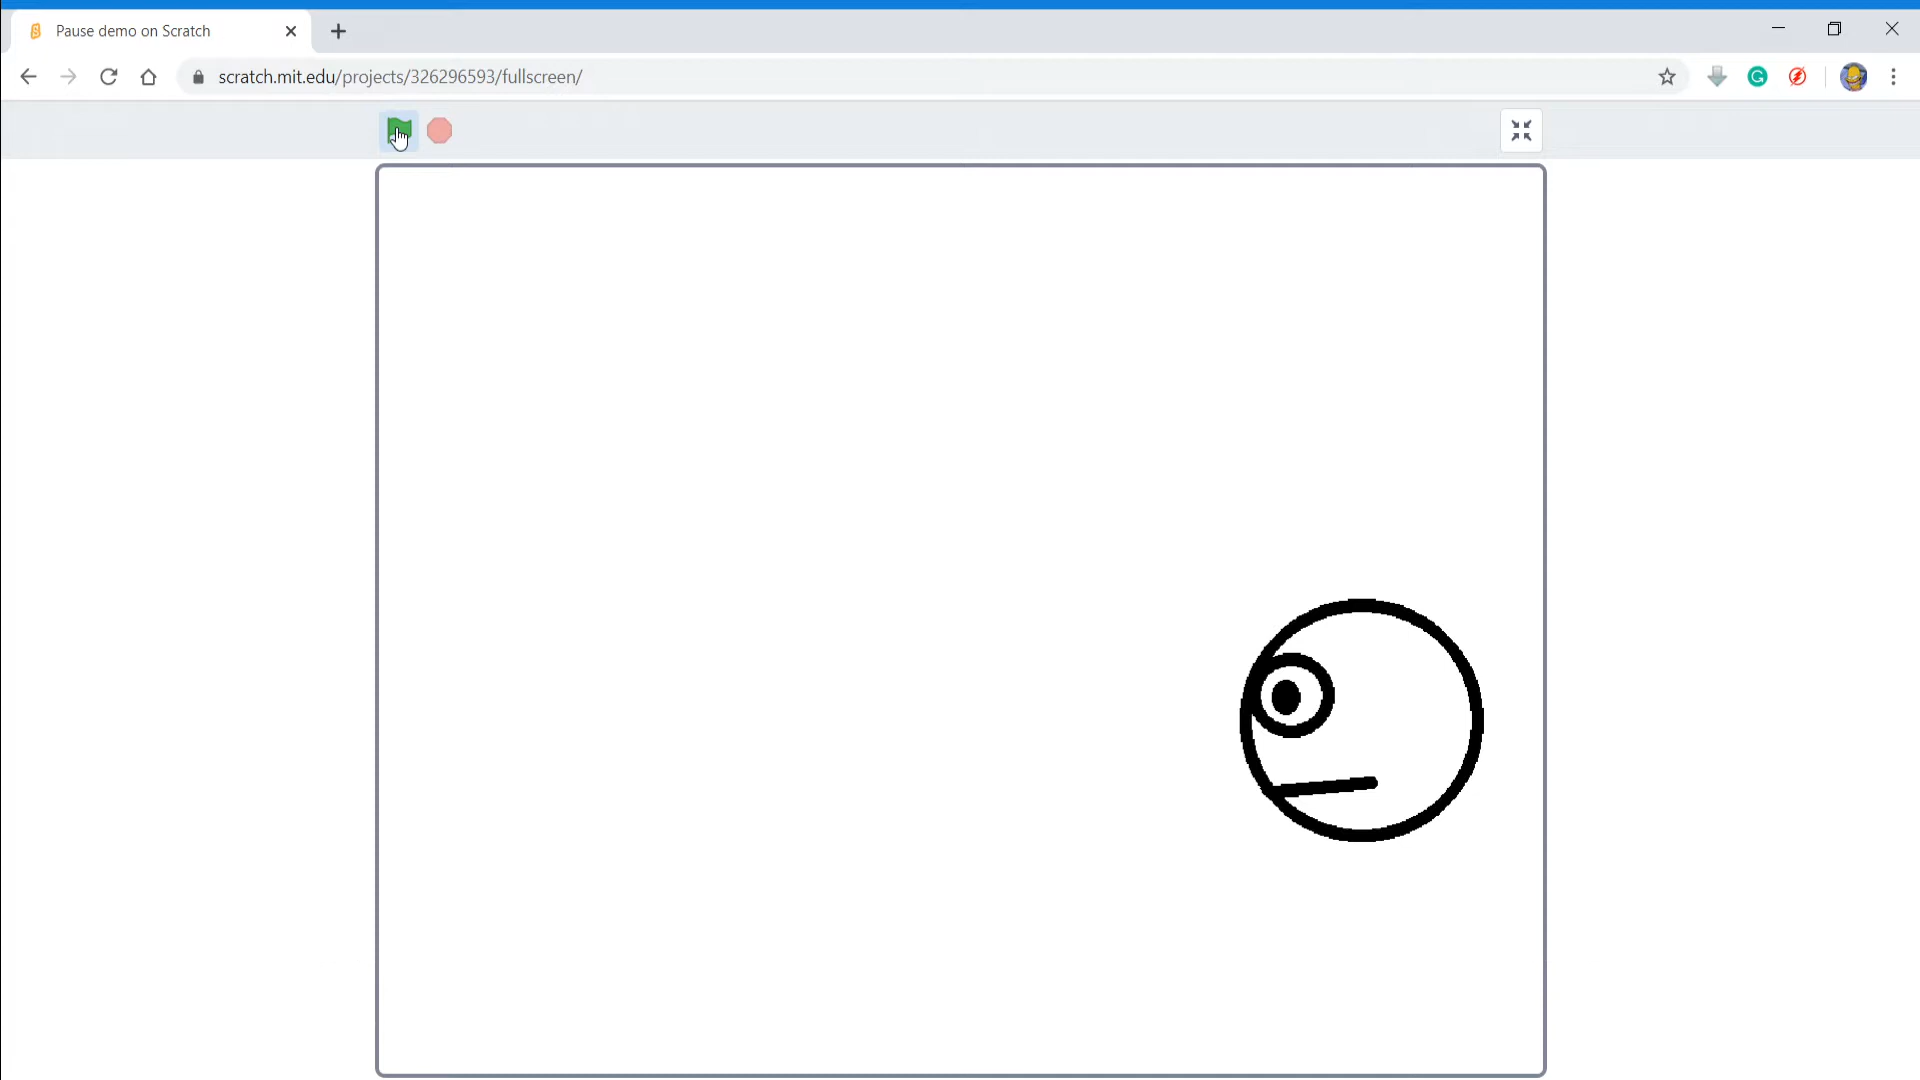 Pause demo on Scratch
scratch.mit.edu/projects/326296593/fullscreen/